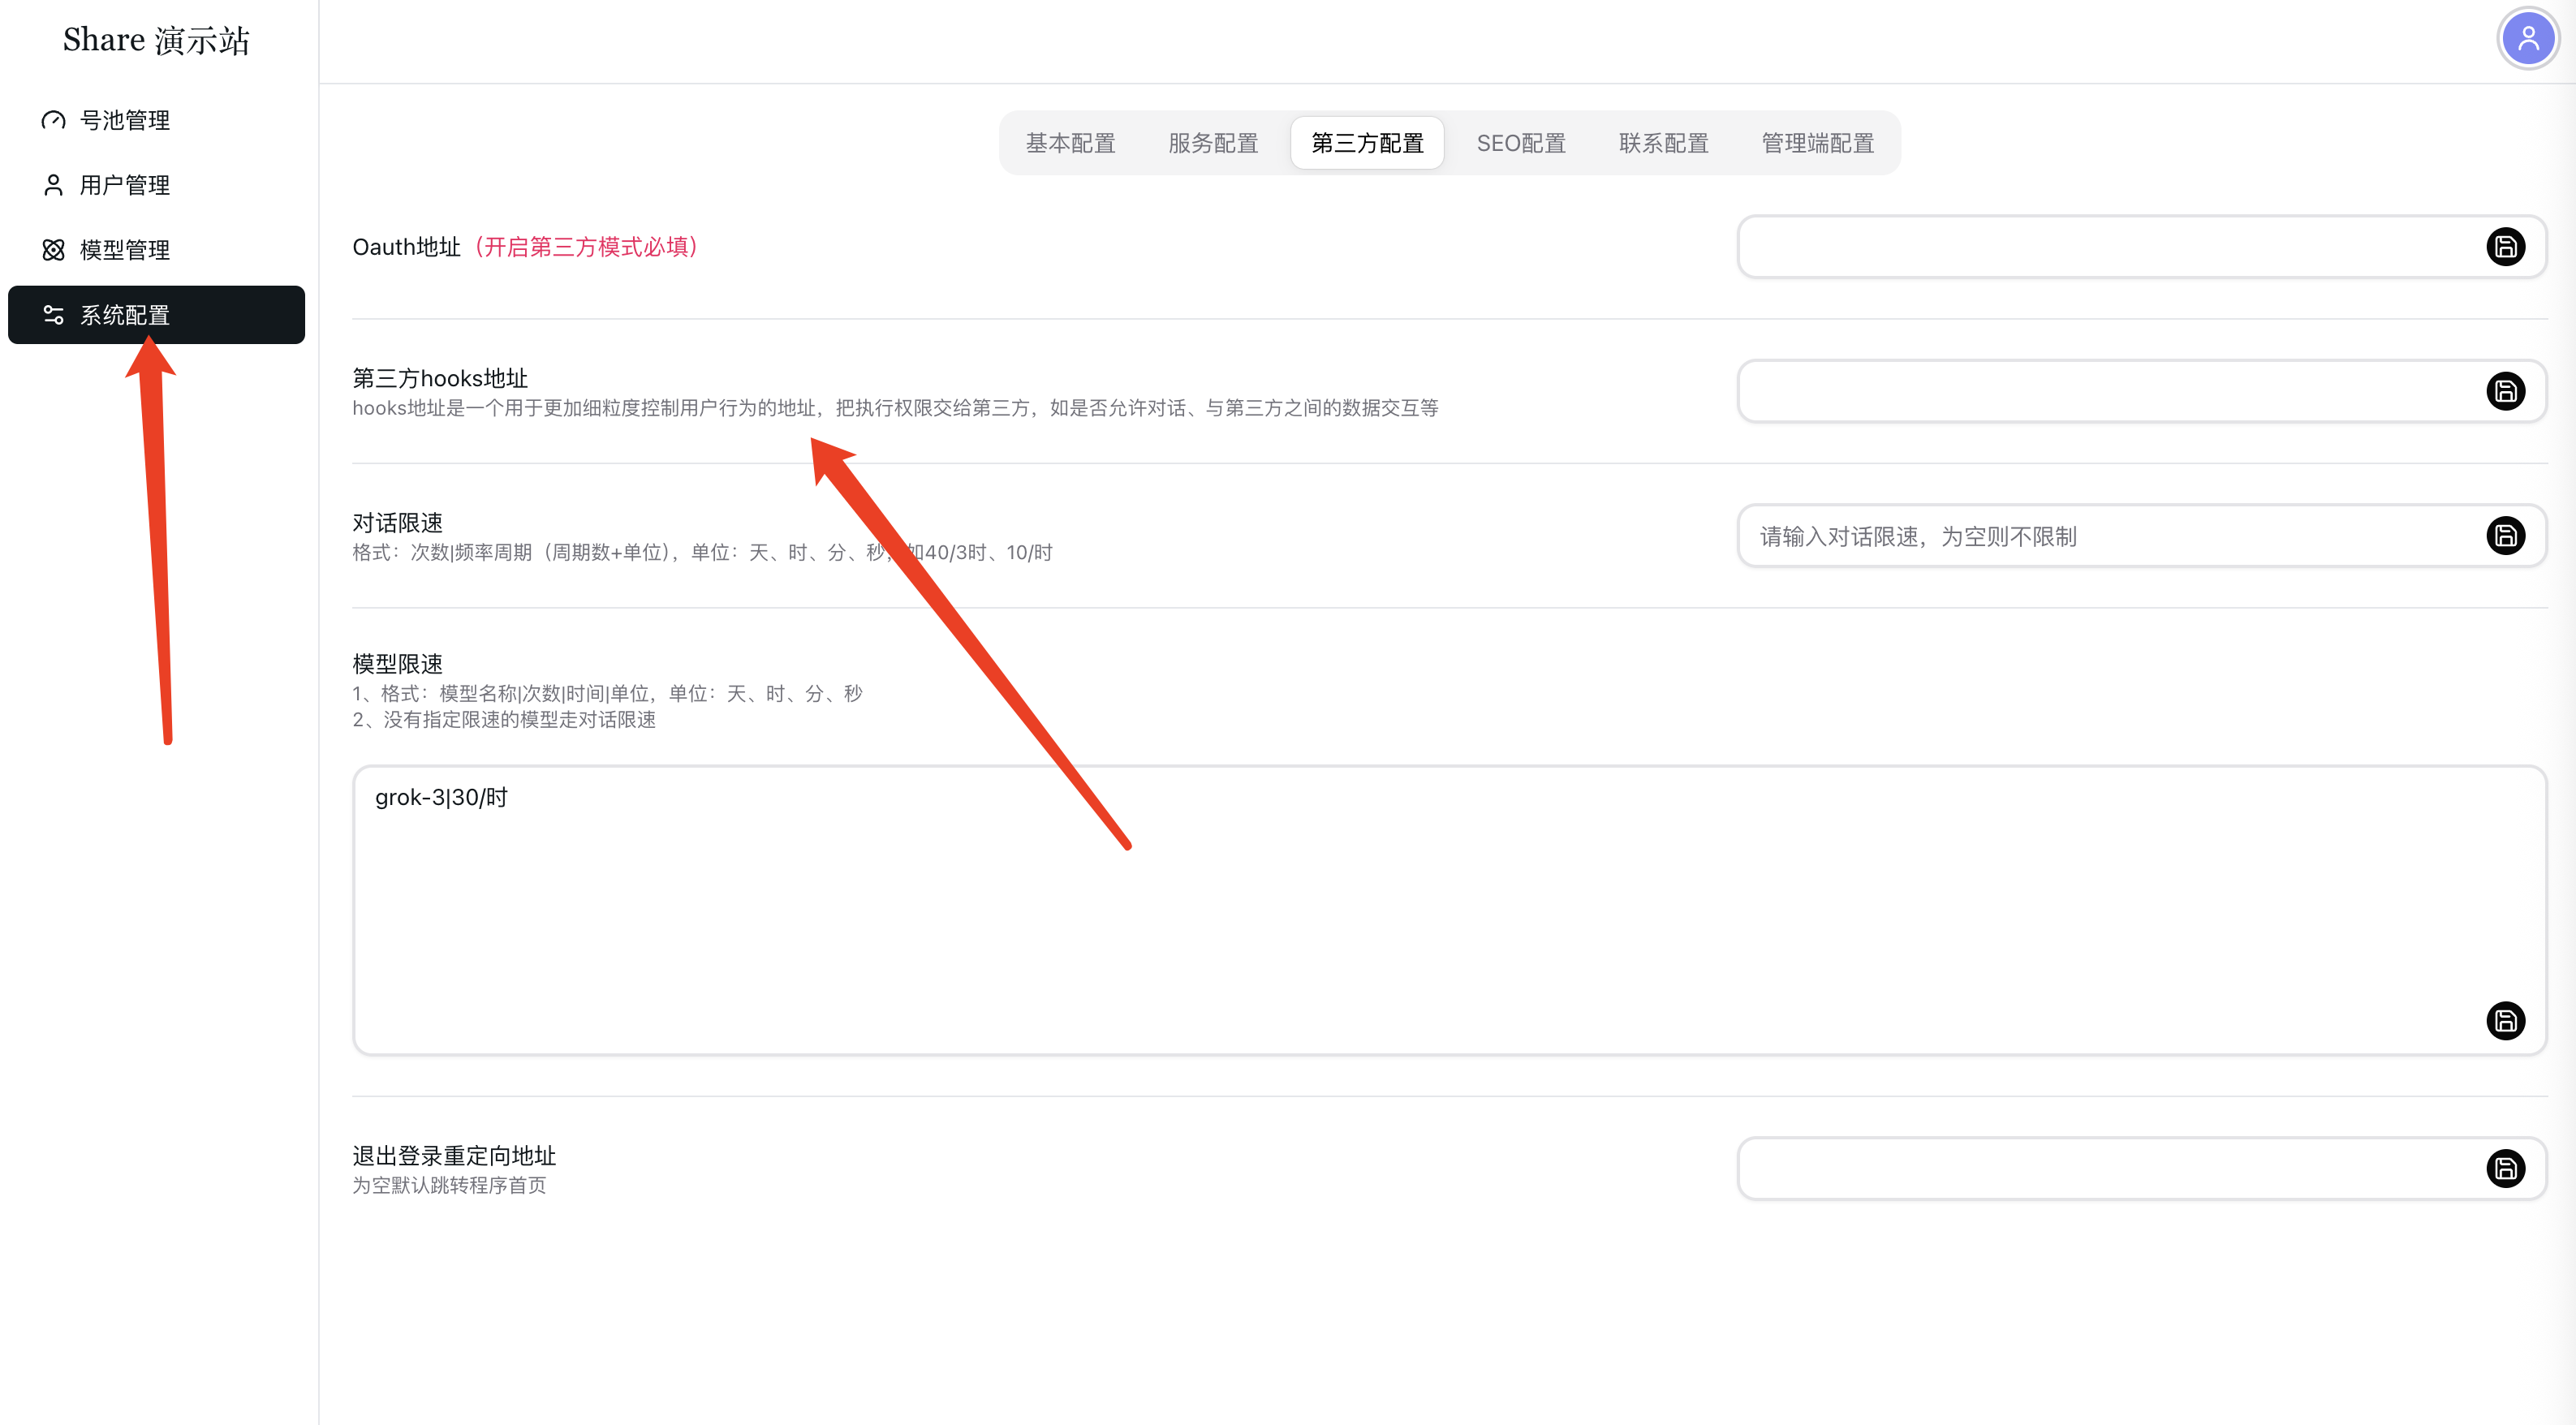 Share 演示站
号池管理
用户管理
模型管理
系统配置
基本配置 服务配置 第三方配置 SEO配置 联系配置 管理端配置
Oauth地址（开启第三方模式必填）
第三方hooks地址
hooks地址是一个用于更加细粒度控制用户行为的地址，把执行权限交给第三方，如是否允许对话、与第三方之间的数据交互等
对话限速
格式：次数|频率周期（周期数+单位），单位：天、时、分、秒，如40/3时、10/时
请输入对话限速，为空则不限制
模型限速
1、格式：模型名称|次数|时间|单位，单位：天、时、分、秒
2、没有指定限速的模型走对话限速
grok-3|30/时
退出登录重定向地址
为空默认跳转程序首页